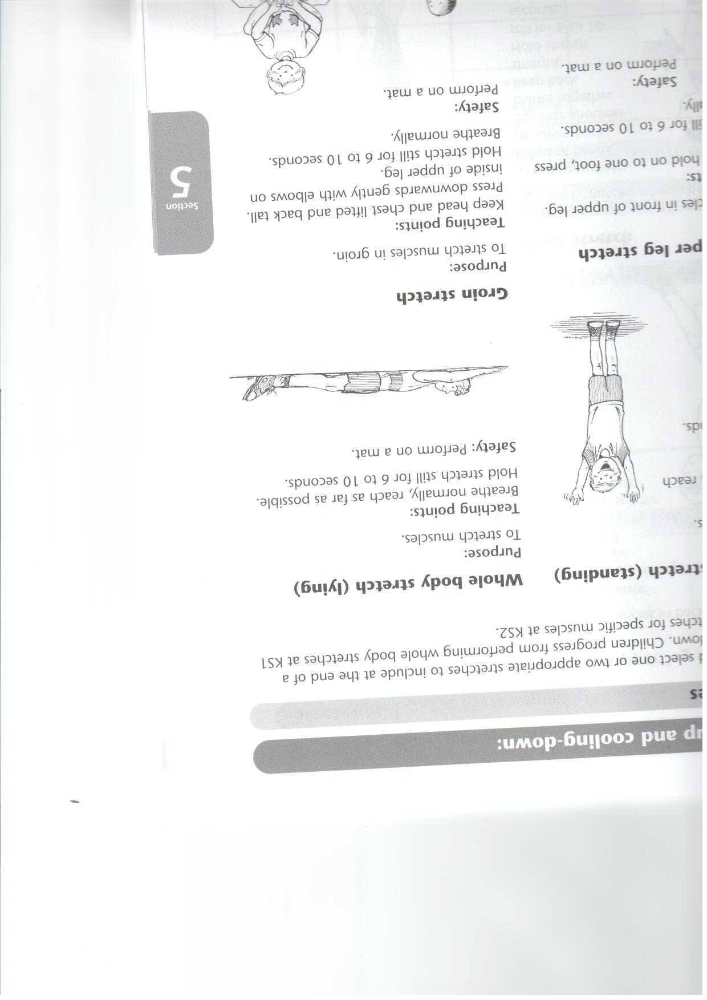 up and cooling-down:
es
d select one or two appropriate stretches to include at the end of a
down. Children progress from performing whole body stretches at KS1
tches for specific muscles at KS2.
stretch (standing)
s.
reach
nds.
Whole body stretch (lying)
Purpose:
To stretch muscles.
Teaching points:
Breathe normally, reach as far as possible.
Hold stretch still for 6 to 10 seconds.
Safety: Perform on a mat.
per leg stretch
cles in front of upper leg.
ts:
hold on to one foot, press
ill for 6 to 10 seconds.
ally.
Safety:
Perform on a mat.
Groin stretch
Purpose:
To stretch muscles in groin.
Teaching points:
Keep head and chest lifted and back tall.
Press downwards gently with elbows on
inside of upper leg.
Hold stretch still for 6 to 10 seconds.
Breathe normally.
Safety:
Perform on a mat.
Section
5